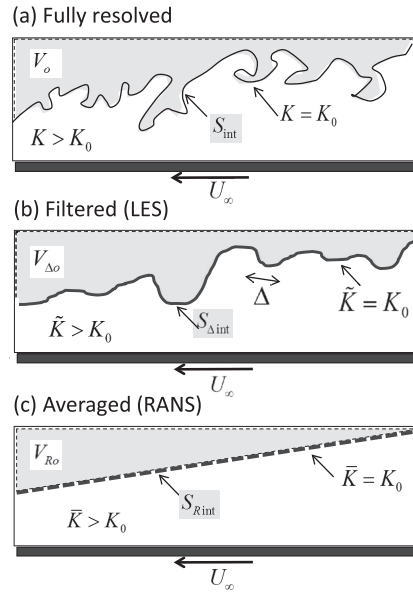 (a) Fully resolved
V_o
S_int
K = K_0
K > K_0
U_∞
(b) Filtered (LES)
V_Δo
Δ
K̃ = K_0
K̃ > K_0
S_Δint
U_∞
(c) Averaged (RANS)
V_Ro
K̄ = K_0
S_Rint
K̄ > K_0
U_∞